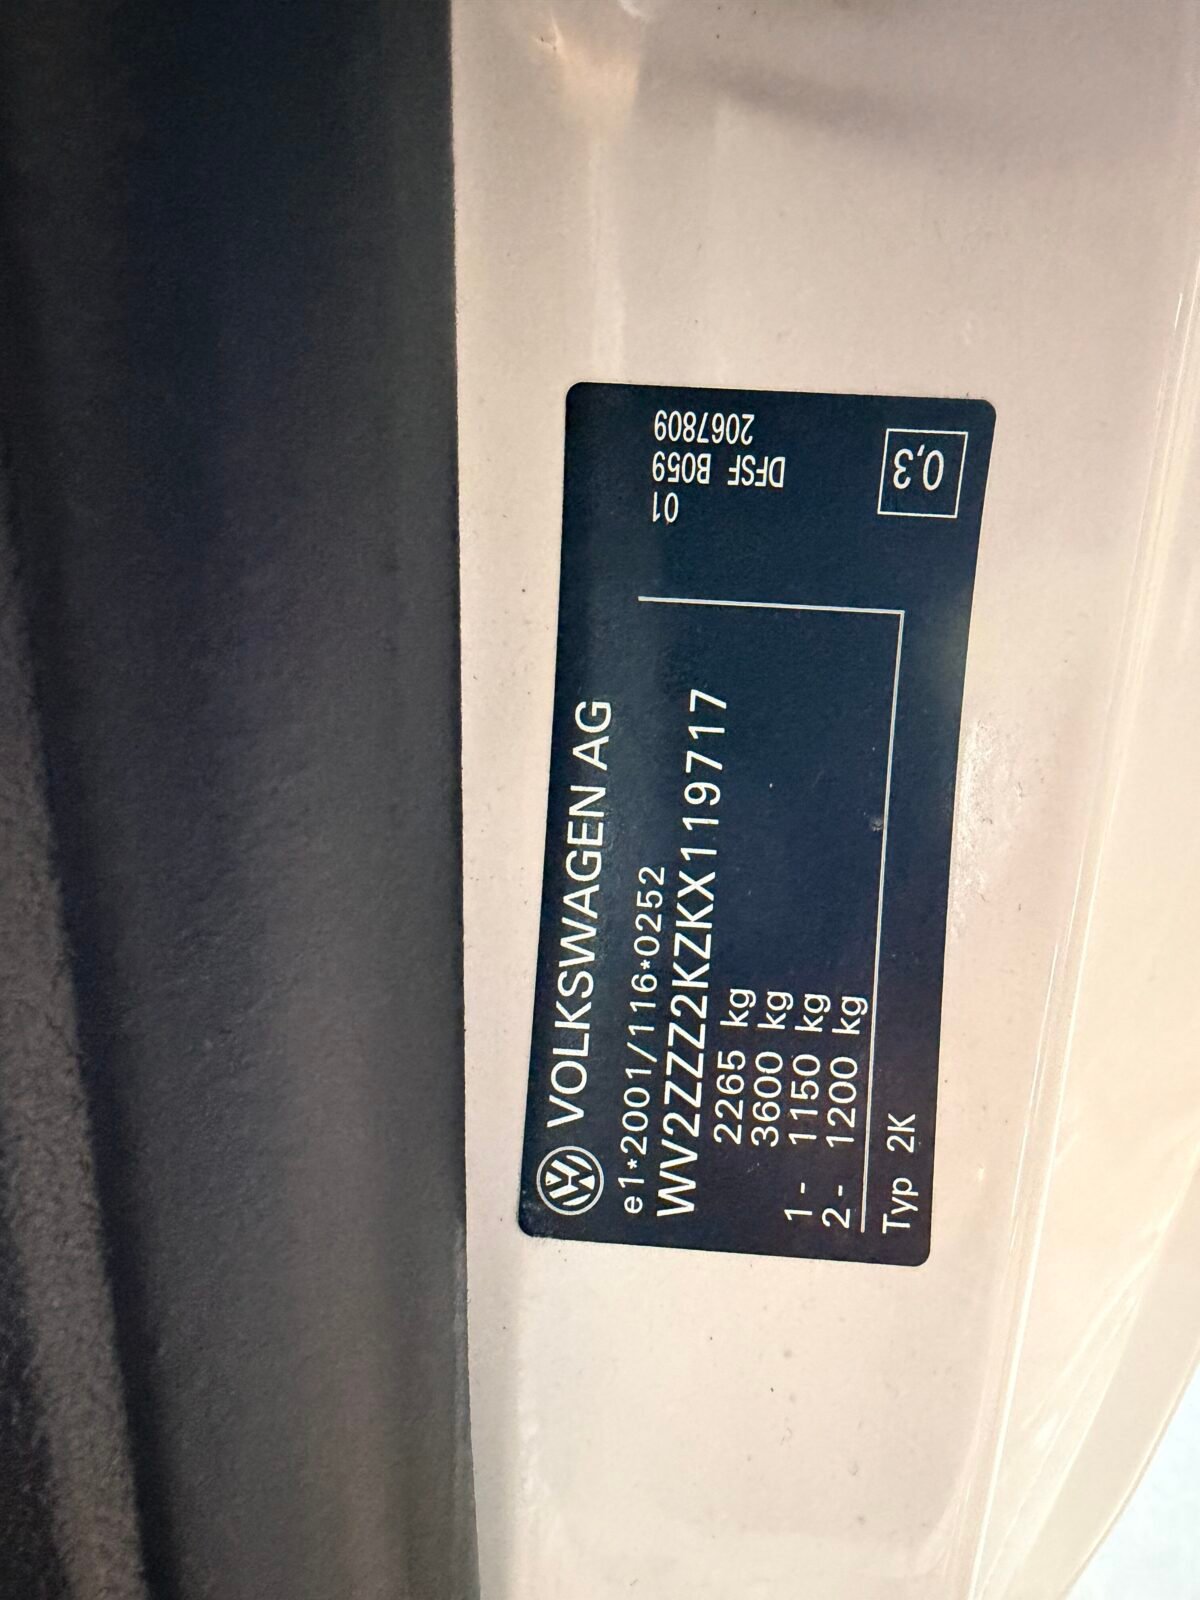 VOLKSWAGEN AG
e1*2001/116*0252
WV2ZZZ2KZKX119717
2265 kg
3600 kg
1- 1150 kg
2- 1200 kg
Typ 2K
01
DFSF B059
2067809
0,3